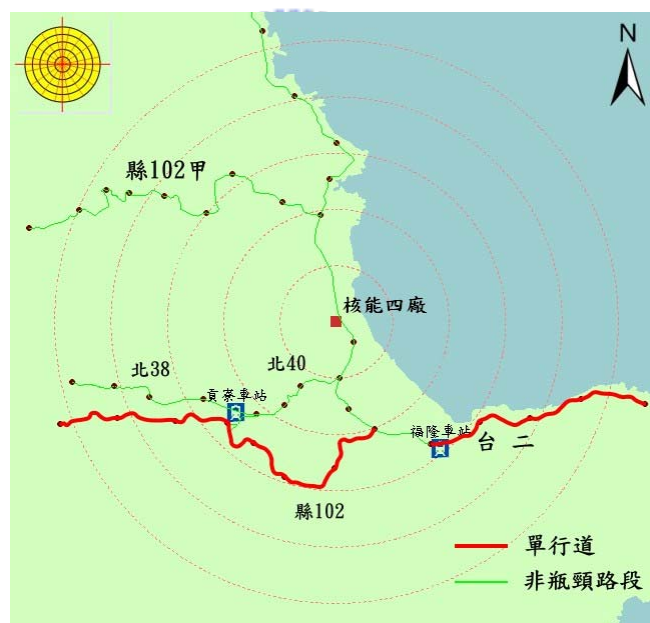 N
縣102甲
核能四廠
北38
北40
貢寮車站
福隆車站
台 二
縣102
單行道
非瓶頸路段